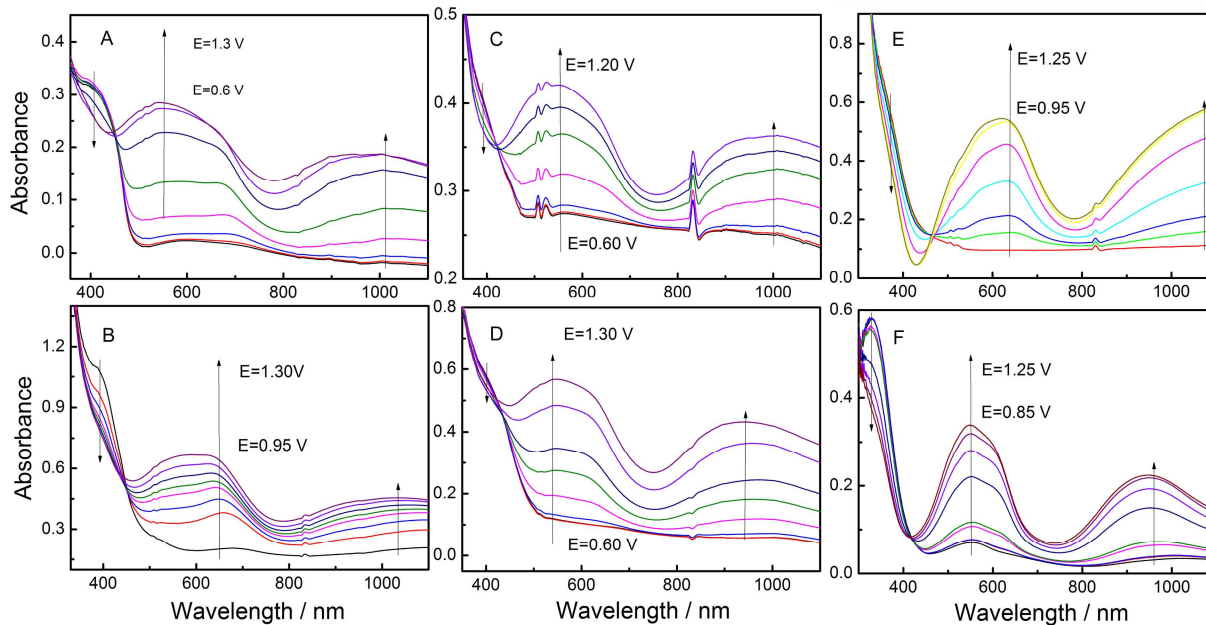 A
E=1.3 V
E=0.6 V
0.4
0.3
0.2
0.1
0.0
400 600 800 1000
Absorbance
B
E=1.30V
E=0.95 V
1.2
0.9
0.6
0.3
400 600 800 1000
Absorbance
Wavelength / nm
C
E=1.20 V
E=0.60 V
0.5
0.4
0.3
0.2
400 500 600 700 800 900 1000
D
E=1.30 V
E=0.60 V
0.8
0.6
0.4
0.2
0.0
400 500 600 700 800 900 1000
Wavelength / nm
E
E=1.25 V
E=0.95 V
0.8
0.6
0.4
0.2
0.0
400 600 800 1000
F
E=1.25 V
E=0.85 V
0.6
0.4
0.2
0.0
400 600 800 1000
Wavelength / nm